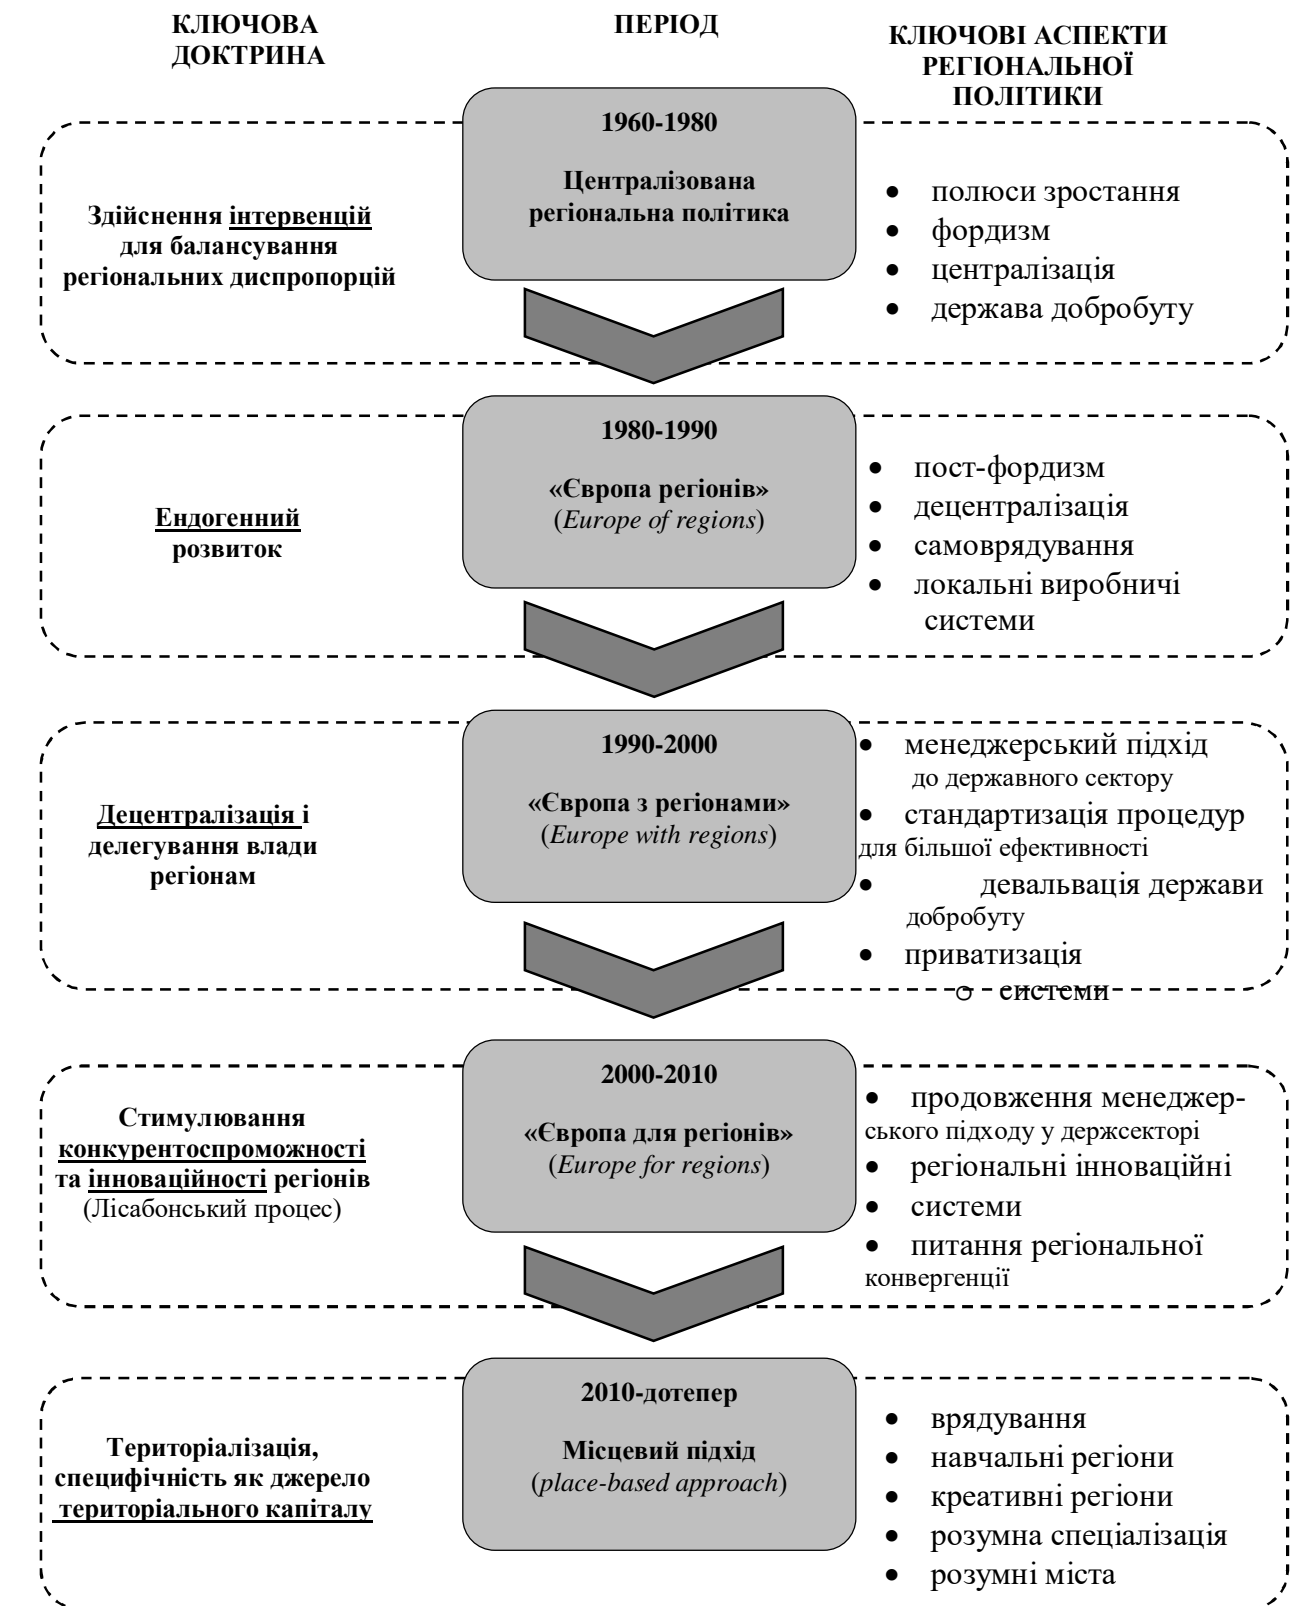 КЛЮЧОВА
ДОКТРИНА
ПЕРІОД
КЛЮЧОВІ АСПЕКТИ
РЕГІОНАЛЬНОЇ
ПОЛІТИКИ
Здійснення інтервенцій
для балансування
регіональних диспропорцій
1960-1980
Централізована
регіональна політика
• полюси зростання
• фордизм
• централізація
• держава добробуту
Ендогенний
розвиток
1980-1990
«Європа регіонів»
(Europe of regions)
• пост-фордизм
• децентралізація
• самоврядування
• локальні виробничі
системи
Децентралізація і
делегування влади
регіонам
1990-2000
«Європа з регіонами»
(Europe with regions)
• менеджерський підхід
до державного сектору
• стандартизація процедур
для більшої ефективності
• девальвація держави
добробуту
• приватизація
o системи
Стимулювання
конкурентоспроможності
та інноваційності регіонів
(Лісабонський процес)
2000-2010
«Європа для регіонів»
(Europe for regions)
• продовження менеджер-
ського підходу у держсекторі
• регіональні інноваційні
• системи
• питання регіональної
конвергенції
Територіалізація,
специфічність як джерело
територіального капіталу
2010-дотепер
Місцевий підхід
(place-based approach)
• врядування
• навчальні регіони
• креативні регіони
• розумна спеціалізація
• розумні міста